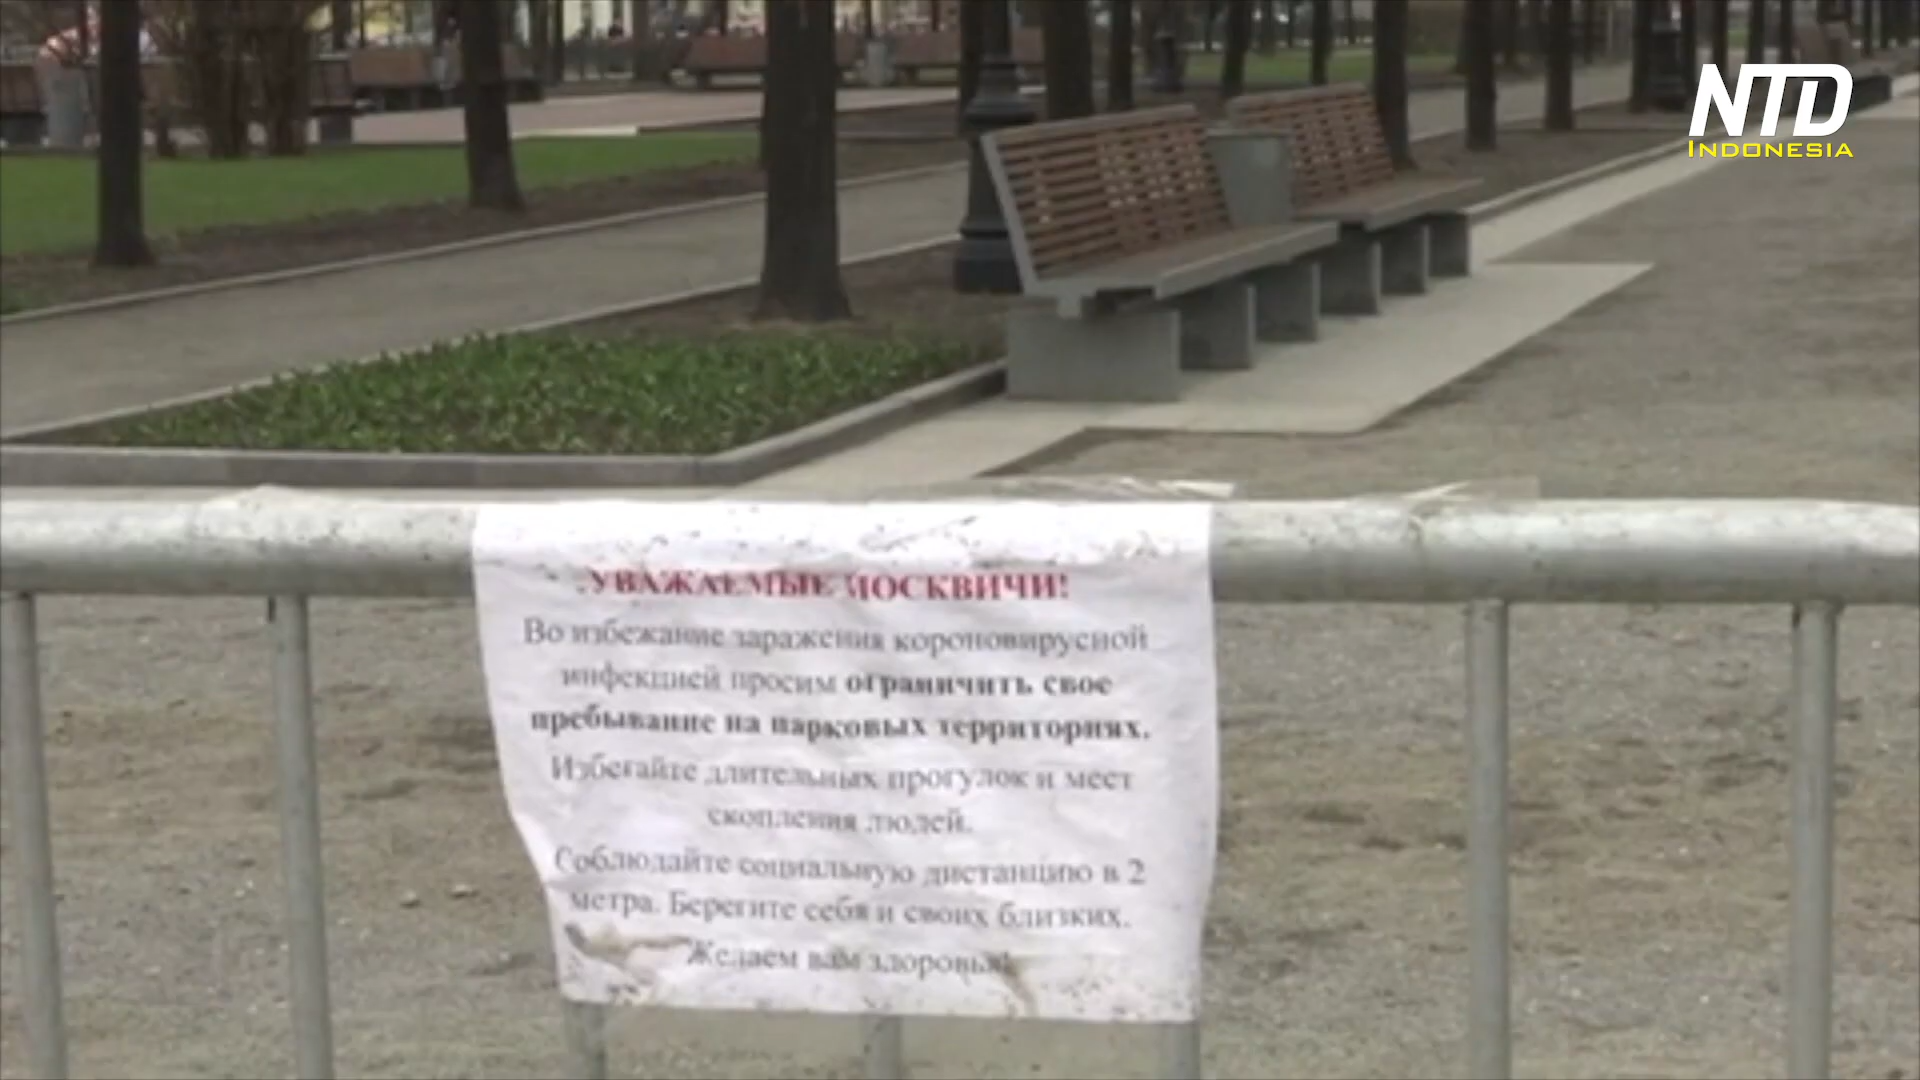 NTD
INDONESIA
УВАЖАЕМЫЕ МОСКВИЧИ!
Во избежание заражения короновирусной
инфекцией просим ограничить свое
пребывание на парковых территориях.
Избегайте длительных прогулок и мест
скопления людей.
Соблюдайте социальную дистанцию в 2
метра. Берегите себя и своих близких.
Желаем вам здоровья!